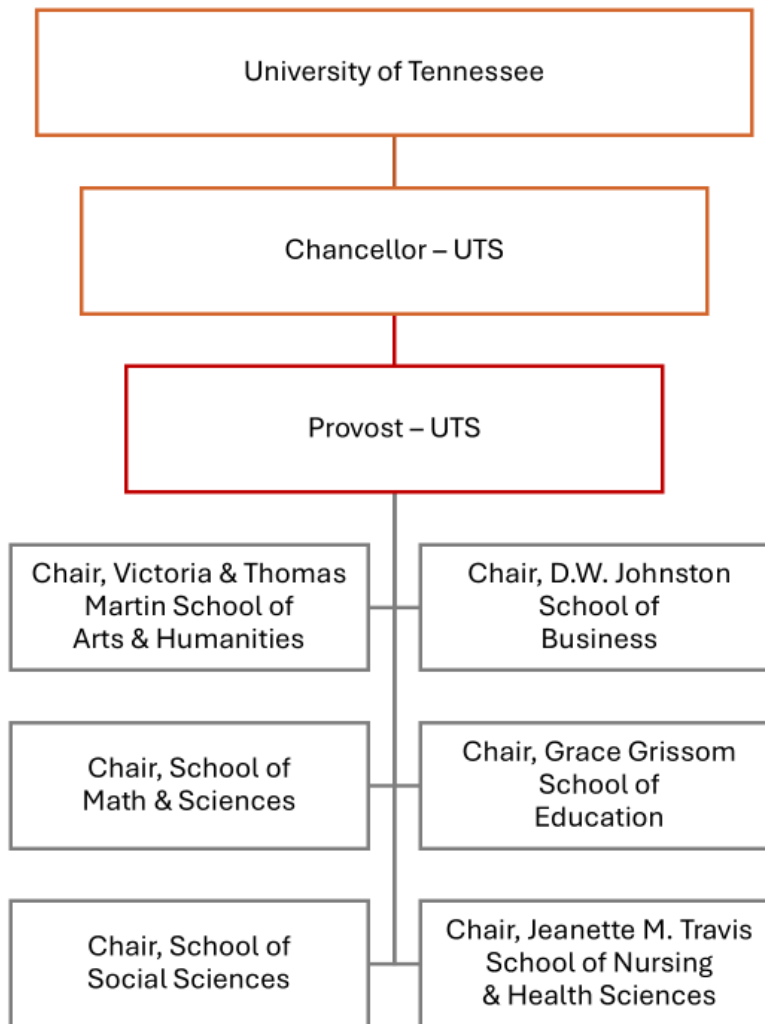 University of Tennessee
Chancellor – UTS
Provost – UTS
Chair, Victoria & Thomas
Martin School of
Arts & Humanities
Chair, D.W. Johnston
School of
Business
Chair, School of
Math & Sciences
Chair, Grace Grissom
School of
Education
Chair, School of
Social Sciences
Chair, Jeanette M. Travis
School of Nursing
& Health Sciences